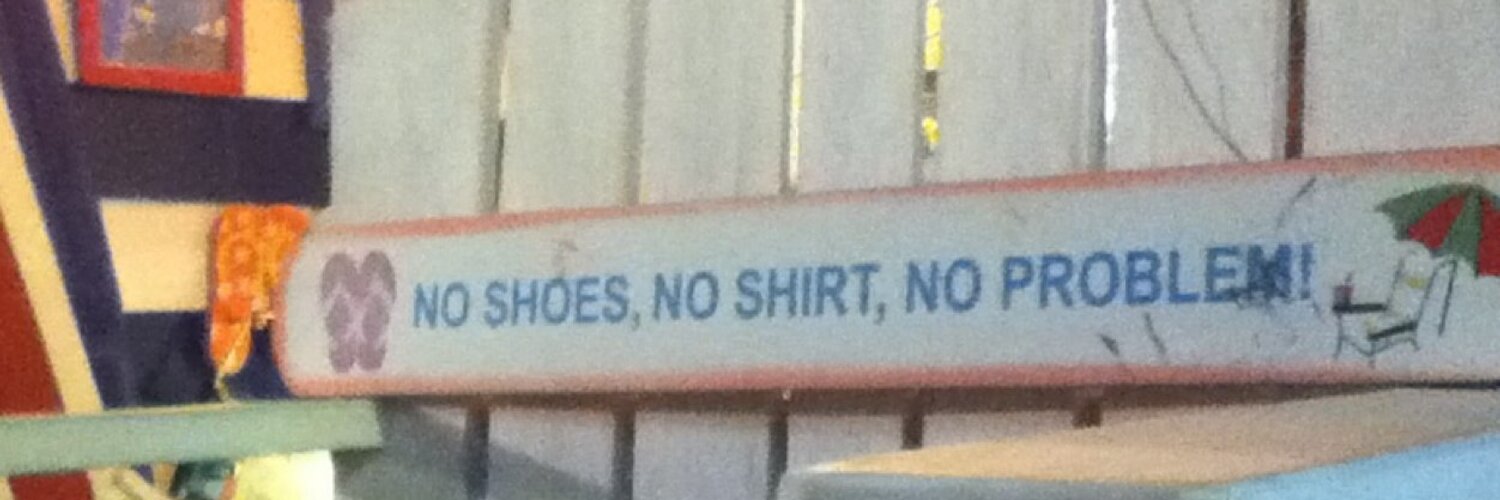 NO SHOES, NO SHIRT, NO PROBLEM!